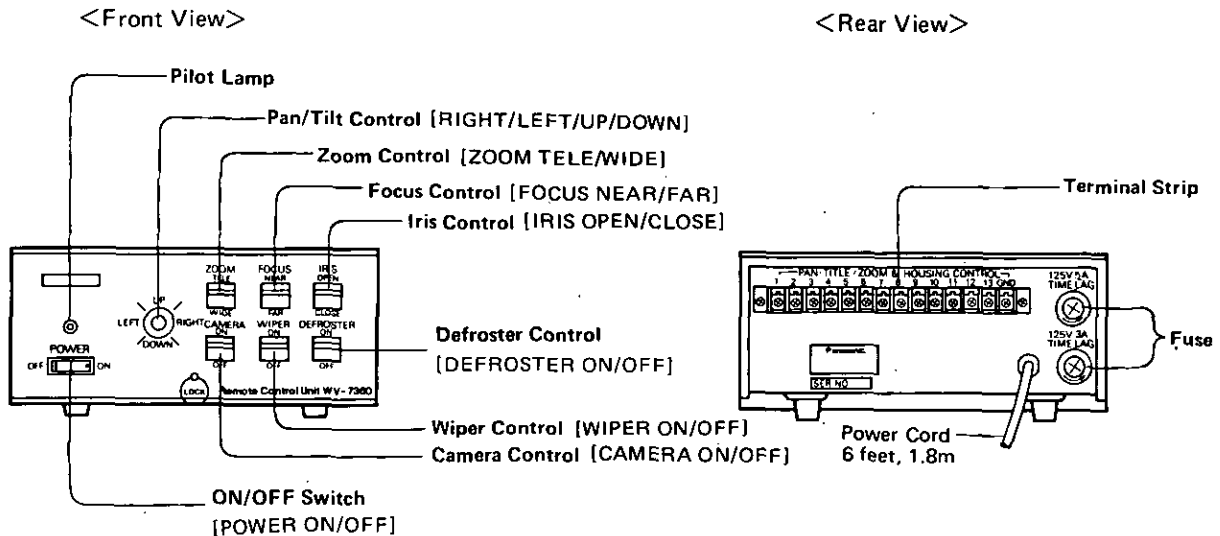 <Front View>
<Rear View>
Pilot Lamp
Pan/Tilt Control [RIGHT/LEFT/UP/DOWN]
Zoom Control [ZOOM TELE/WIDE]
Focus Control [FOCUS NEAR/FAR]
Iris Control [IRIS OPEN/CLOSE]
ZOOM FOCUS IRIS
TELE NEAR OPEN
WIDE FAR CLOSE
UP
LEFT RIGHT
DOWN
CAMERA WIPER DEFROSTER
ON ON ON
OFF OFF OFF
POWER
OFF ON
LOCK
Remote Control Unit WV-7360
Defroster Control
[DEFROSTER ON/OFF]
Wiper Control [WIPER ON/OFF]
Camera Control [CAMERA ON/OFF]
ON/OFF Switch
[POWER ON/OFF]
Terminal Strip
PAN·TITLE/ZOOM & HOUSING CONTROL
1 2 3 4 5 6 7 8 9 10 11 12 13 GND
TIME LAG
125V 3A
TIME LAG
Fuse
Panasonic
SER NO
Power Cord
6 feet, 1.8m